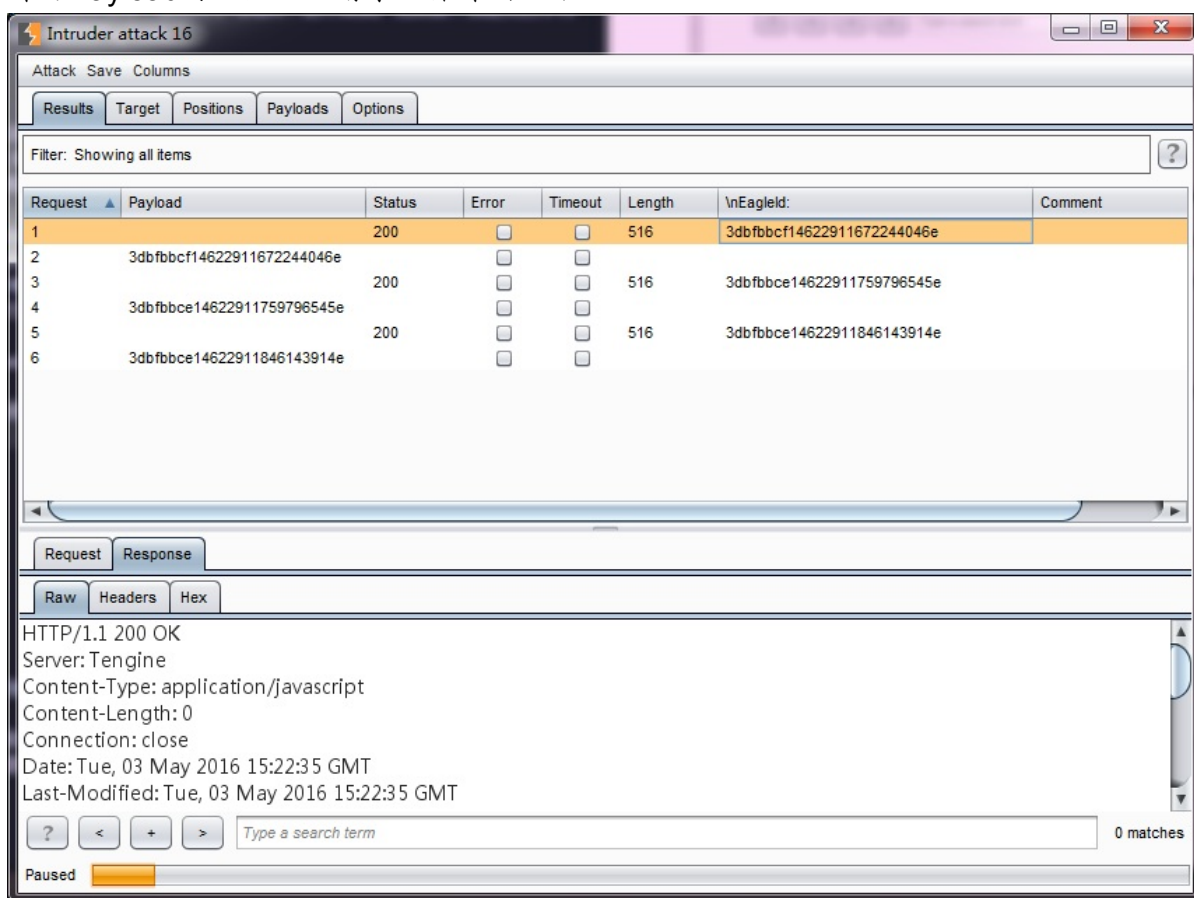 Intruder attack 16
Attack Save Columns
Results Target Positions Payloads Options
Filter: Showing all items ?
Request Payload Status Error Timeout Length \nEagleId: Comment
1 200 516 3dbfbbcf14622911672244046e
2 3dbfbbcf14622911672244046e
3 200 516 3dbfbbce14622911759796545e
4 3dbfbbce14622911759796545e
5 200 516 3dbfbbce14622911846143914e
6 3dbfbbce14622911846143914e
Request Response
Raw Headers Hex
HTTP/1.1 200 OK
Server: Tengine
Content-Type: application/javascript
Content-Length: 0
Connection: close
Date: Tue, 03 May 2016 15:22:35 GMT
Last-Modified: Tue, 03 May 2016 15:22:35 GMT
? < + > Type a search term 0 matches
Paused